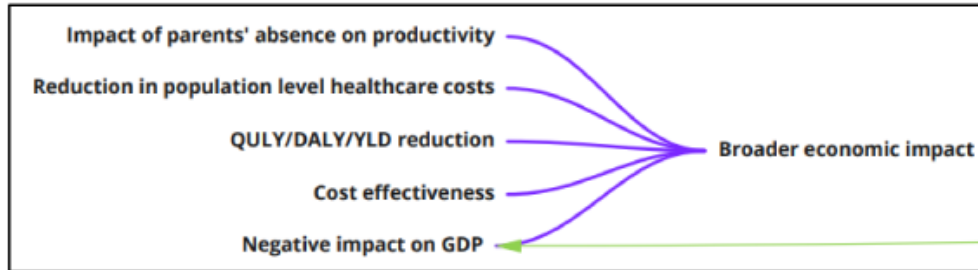 Impact of parents' absence on productivity
Reduction in population level healthcare costs
QULY/DALY/YLD reduction
Broader economic impact
Cost effectiveness
Negative impact on GDP